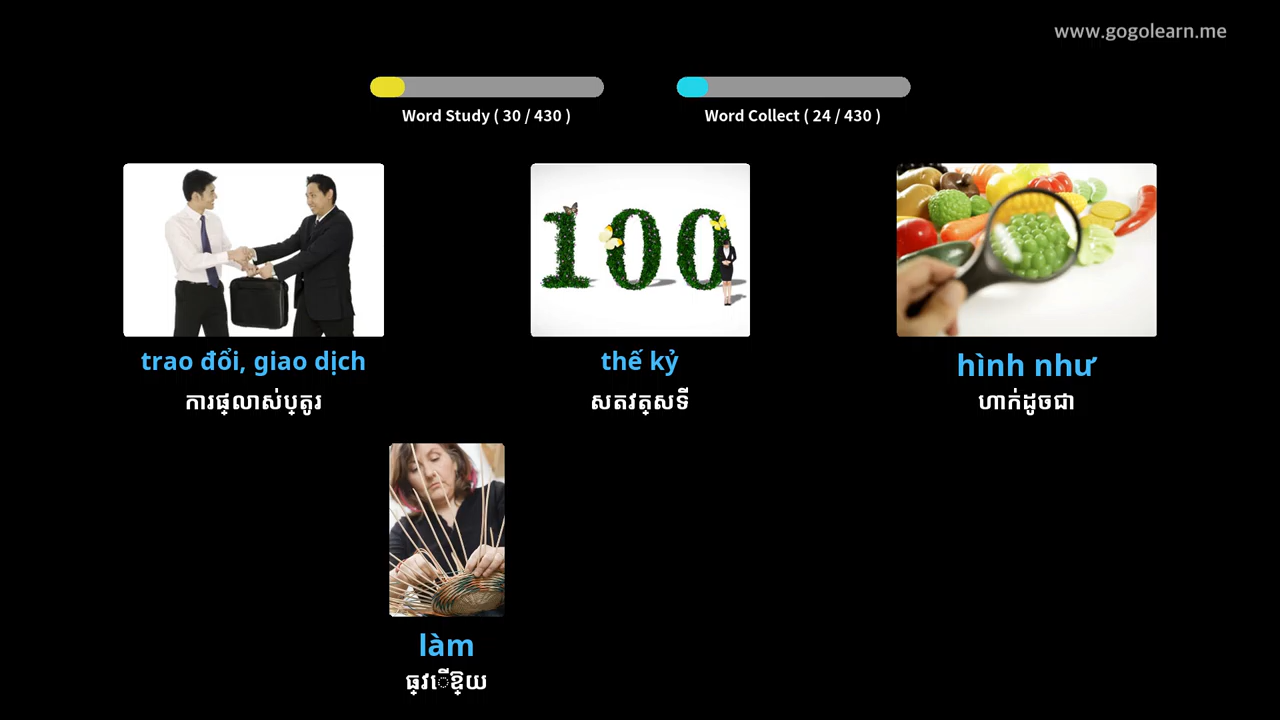 www.gogolearn.me
Word Study ( 30 / 430 )
Word Collect ( 24 / 430 )
100
trao đổi, giao dịch
ការផ្លាស់ប្តូរ
thế kỷ
សតវត្សទី
hình như
ហាក់ដូចជា
làm
ធ្វើឱ្យ